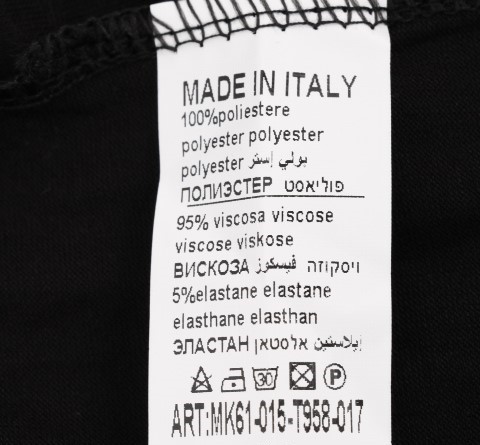 MADE IN ITALY
100%poliestere
polyester polyester
polyester بولي إستر
ПОЛИЭСТЕР פוליאסט
95% viscosa viscose
viscose viskose
ВИСКОЗА فيسكوز ויסקוזה
5%elastane elastane
elasthane elasthan
ЭЛАСТАН אלסטאן إيلاستين
30 P
ART:MK61-015-T958-017